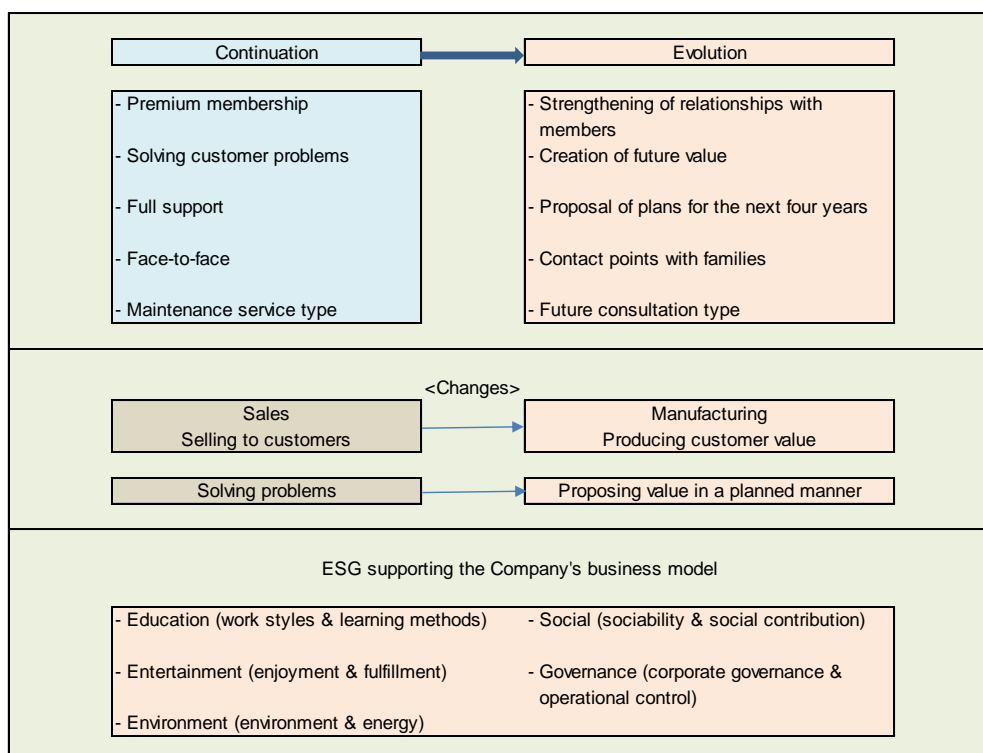 Continuation
Evolution
- Premium membership
- Solving customer problems
- Full support
- Face-to-face
- Maintenance service type
- Strengthening of relationships with
members
- Creation of future value
- Proposal of plans for the next four years
- Contact points with families
- Future consultation type
<Changes>
Sales
Selling to customers
Manufacturing
Producing customer value
Solving problems
Proposing value in a planned manner
ESG supporting the Company's business model
- Education (work styles & learning methods)
- Entertainment (enjoyment & fulfillment)
- Environment (environment & energy)
- Social (sociability & social contribution)
- Governance (corporate governance &
operational control)